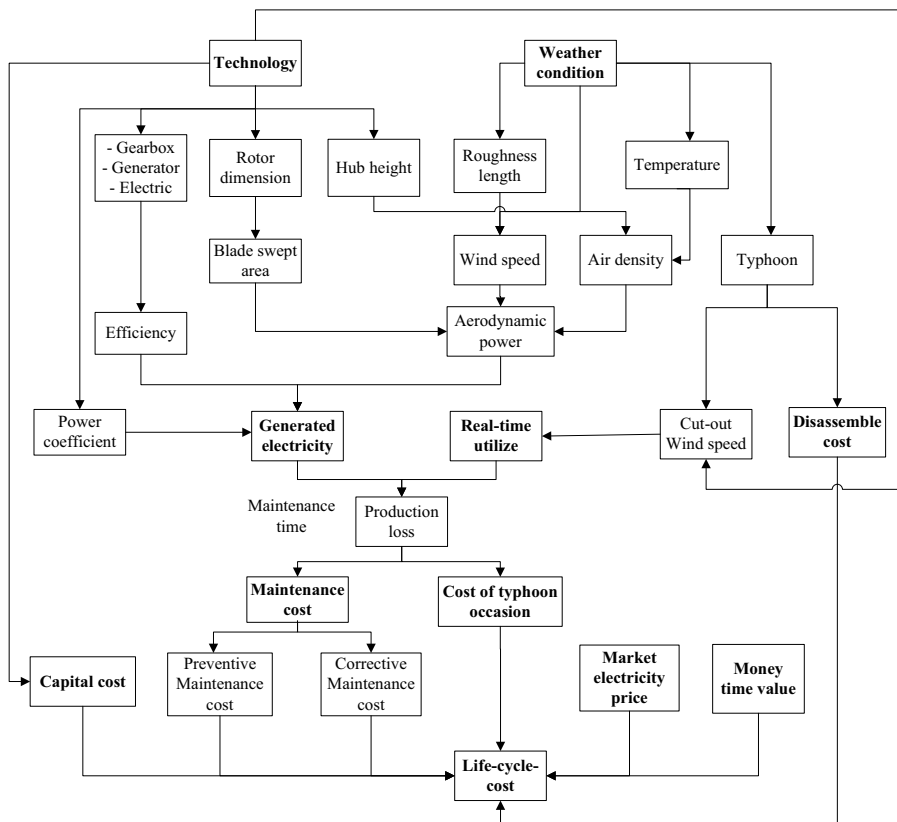 Technology
Weather
condition
- Gearbox
- Generator
- Electric
Rotor
dimension
Hub height
Roughness
length
Temperature
Blade swept
area
Wind speed
Air density
Typhoon
Efficiency
Aerodynamic
power
Power
coefficient
Generated
electricity
Real-time
utilize
Cut-out
Wind speed
Disassemble
cost
Maintenance
time
Production
loss
Maintenance
cost
Cost of typhoon
occasion
Capital cost
Preventive
Maintenance
cost
Corrective
Maintenance
cost
Market
electricity
price
Money
time value
Life-cycle-
cost